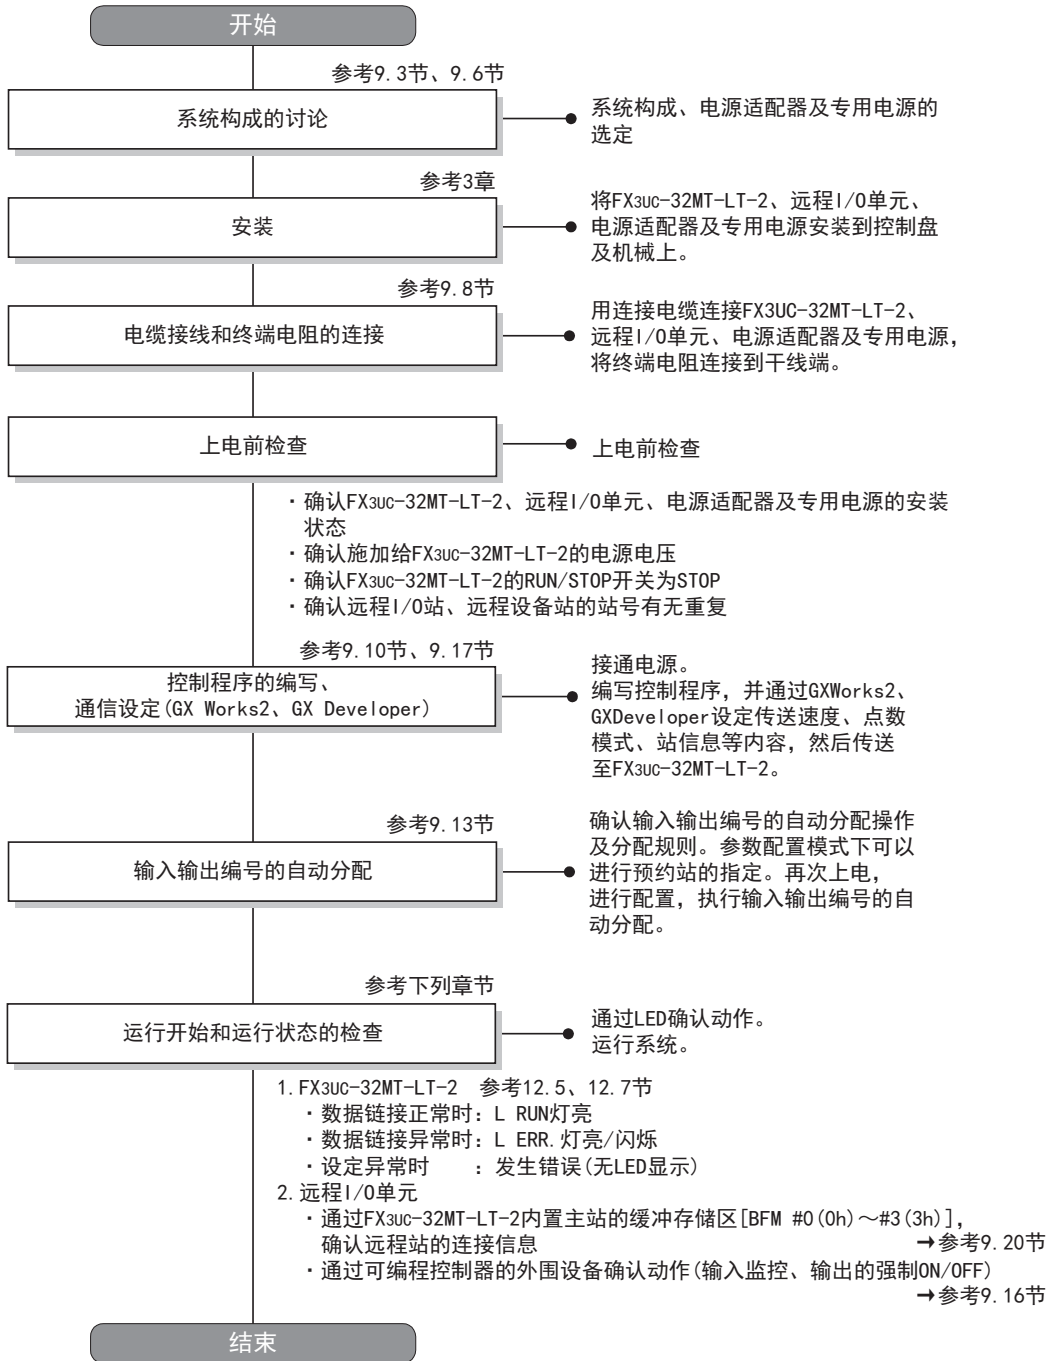 开始
参考9.3节、9.6节
系统构成的讨论
系统构成、电源适配器及专用电源的
选定
参考3章
安装
将FX3UC-32MT-LT-2、远程I/O单元、
电源适配器及专用电源安装到控制盘
及机械上。
参考9.8节
电缆接线和终端电阻的连接
用连接电缆连接FX3UC-32MT-LT-2、
远程I/O单元、电源适配器及专用电源，
将终端电阻连接到干线端。
上电前检查
上电前检查
・确认FX3UC-32MT-LT-2、远程I/O单元、电源适配器及专用电源的安装
状态
・确认施加给FX3UC-32MT-LT-2的电源电压
・确认FX3UC-32MT-LT-2的RUN/STOP开关为STOP
・确认远程I/O站、远程设备站的站号有无重复
参考9.10节、9.17节
控制程序的编写、
通信设定(GX Works2、GX Developer)
接通电源。
编写控制程序，并通过GXWorks2、
GXDeveloper设定传送速度、点数
模式、站信息等内容，然后传送
至FX3UC-32MT-LT-2。
参考9.13节
输入输出编号的自动分配
确认输入输出编号的自动分配操作
及分配规则。参数配置模式下可以
进行预约站的指定。再次上电，
进行配置，执行输入输出编号的自
动分配。
参考下列章节
运行开始和运行状态的检查
通过LED确认动作。
运行系统。
1.FX3UC-32MT-LT-2 参考12.5、12.7节
・数据链接正常时：L RUN灯亮
・数据链接异常时：L ERR.灯亮/闪烁
・设定异常时 ：发生错误(无LED显示)
2.远程I/O单元
・通过FX3UC-32MT-LT-2内置主站的缓冲存储区[BFM #0(0h)～#3(3h)]，
确认远程站的连接信息 →参考9.20节
・通过可编程控制器的外围设备确认动作(输入监控、输出的强制ON/OFF)
→参考9.16节
结束